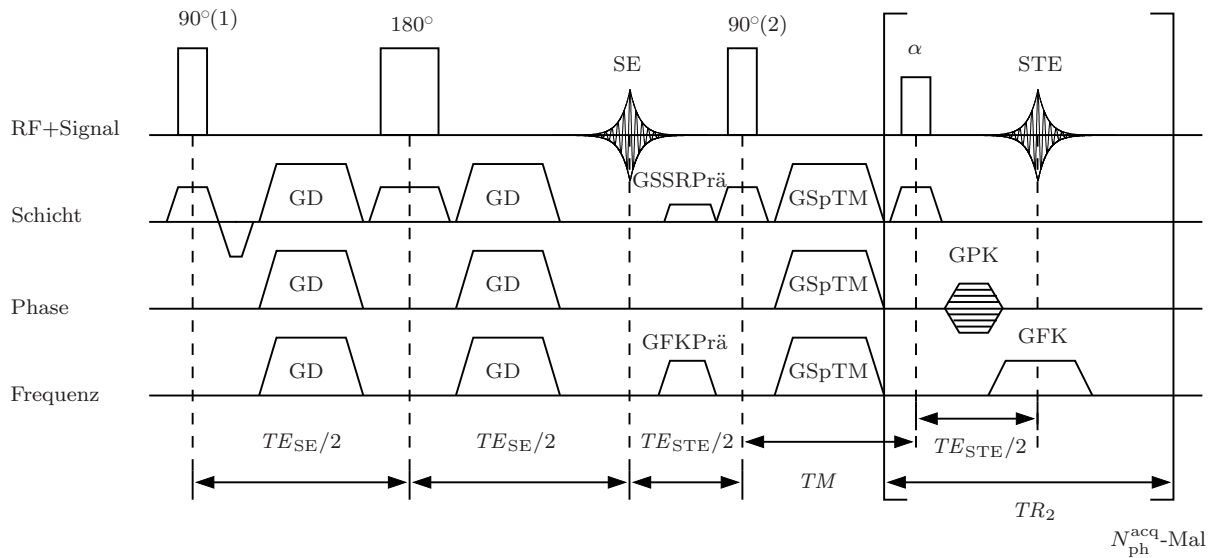 90°(1)
180°
90°(2)
α
SE
STE
RF+Signal
GSSRPrä
GD
GD
GSpTM
Schicht
GPK
GD
GD
GSpTM
Phase
GFKPrä
GFK
GD
GD
GSpTM
Frequenz
TE_SE/2
TE_SE/2
TE_STE/2
TE_STE/2
TM
TR_2
N_ph^acq-Mal